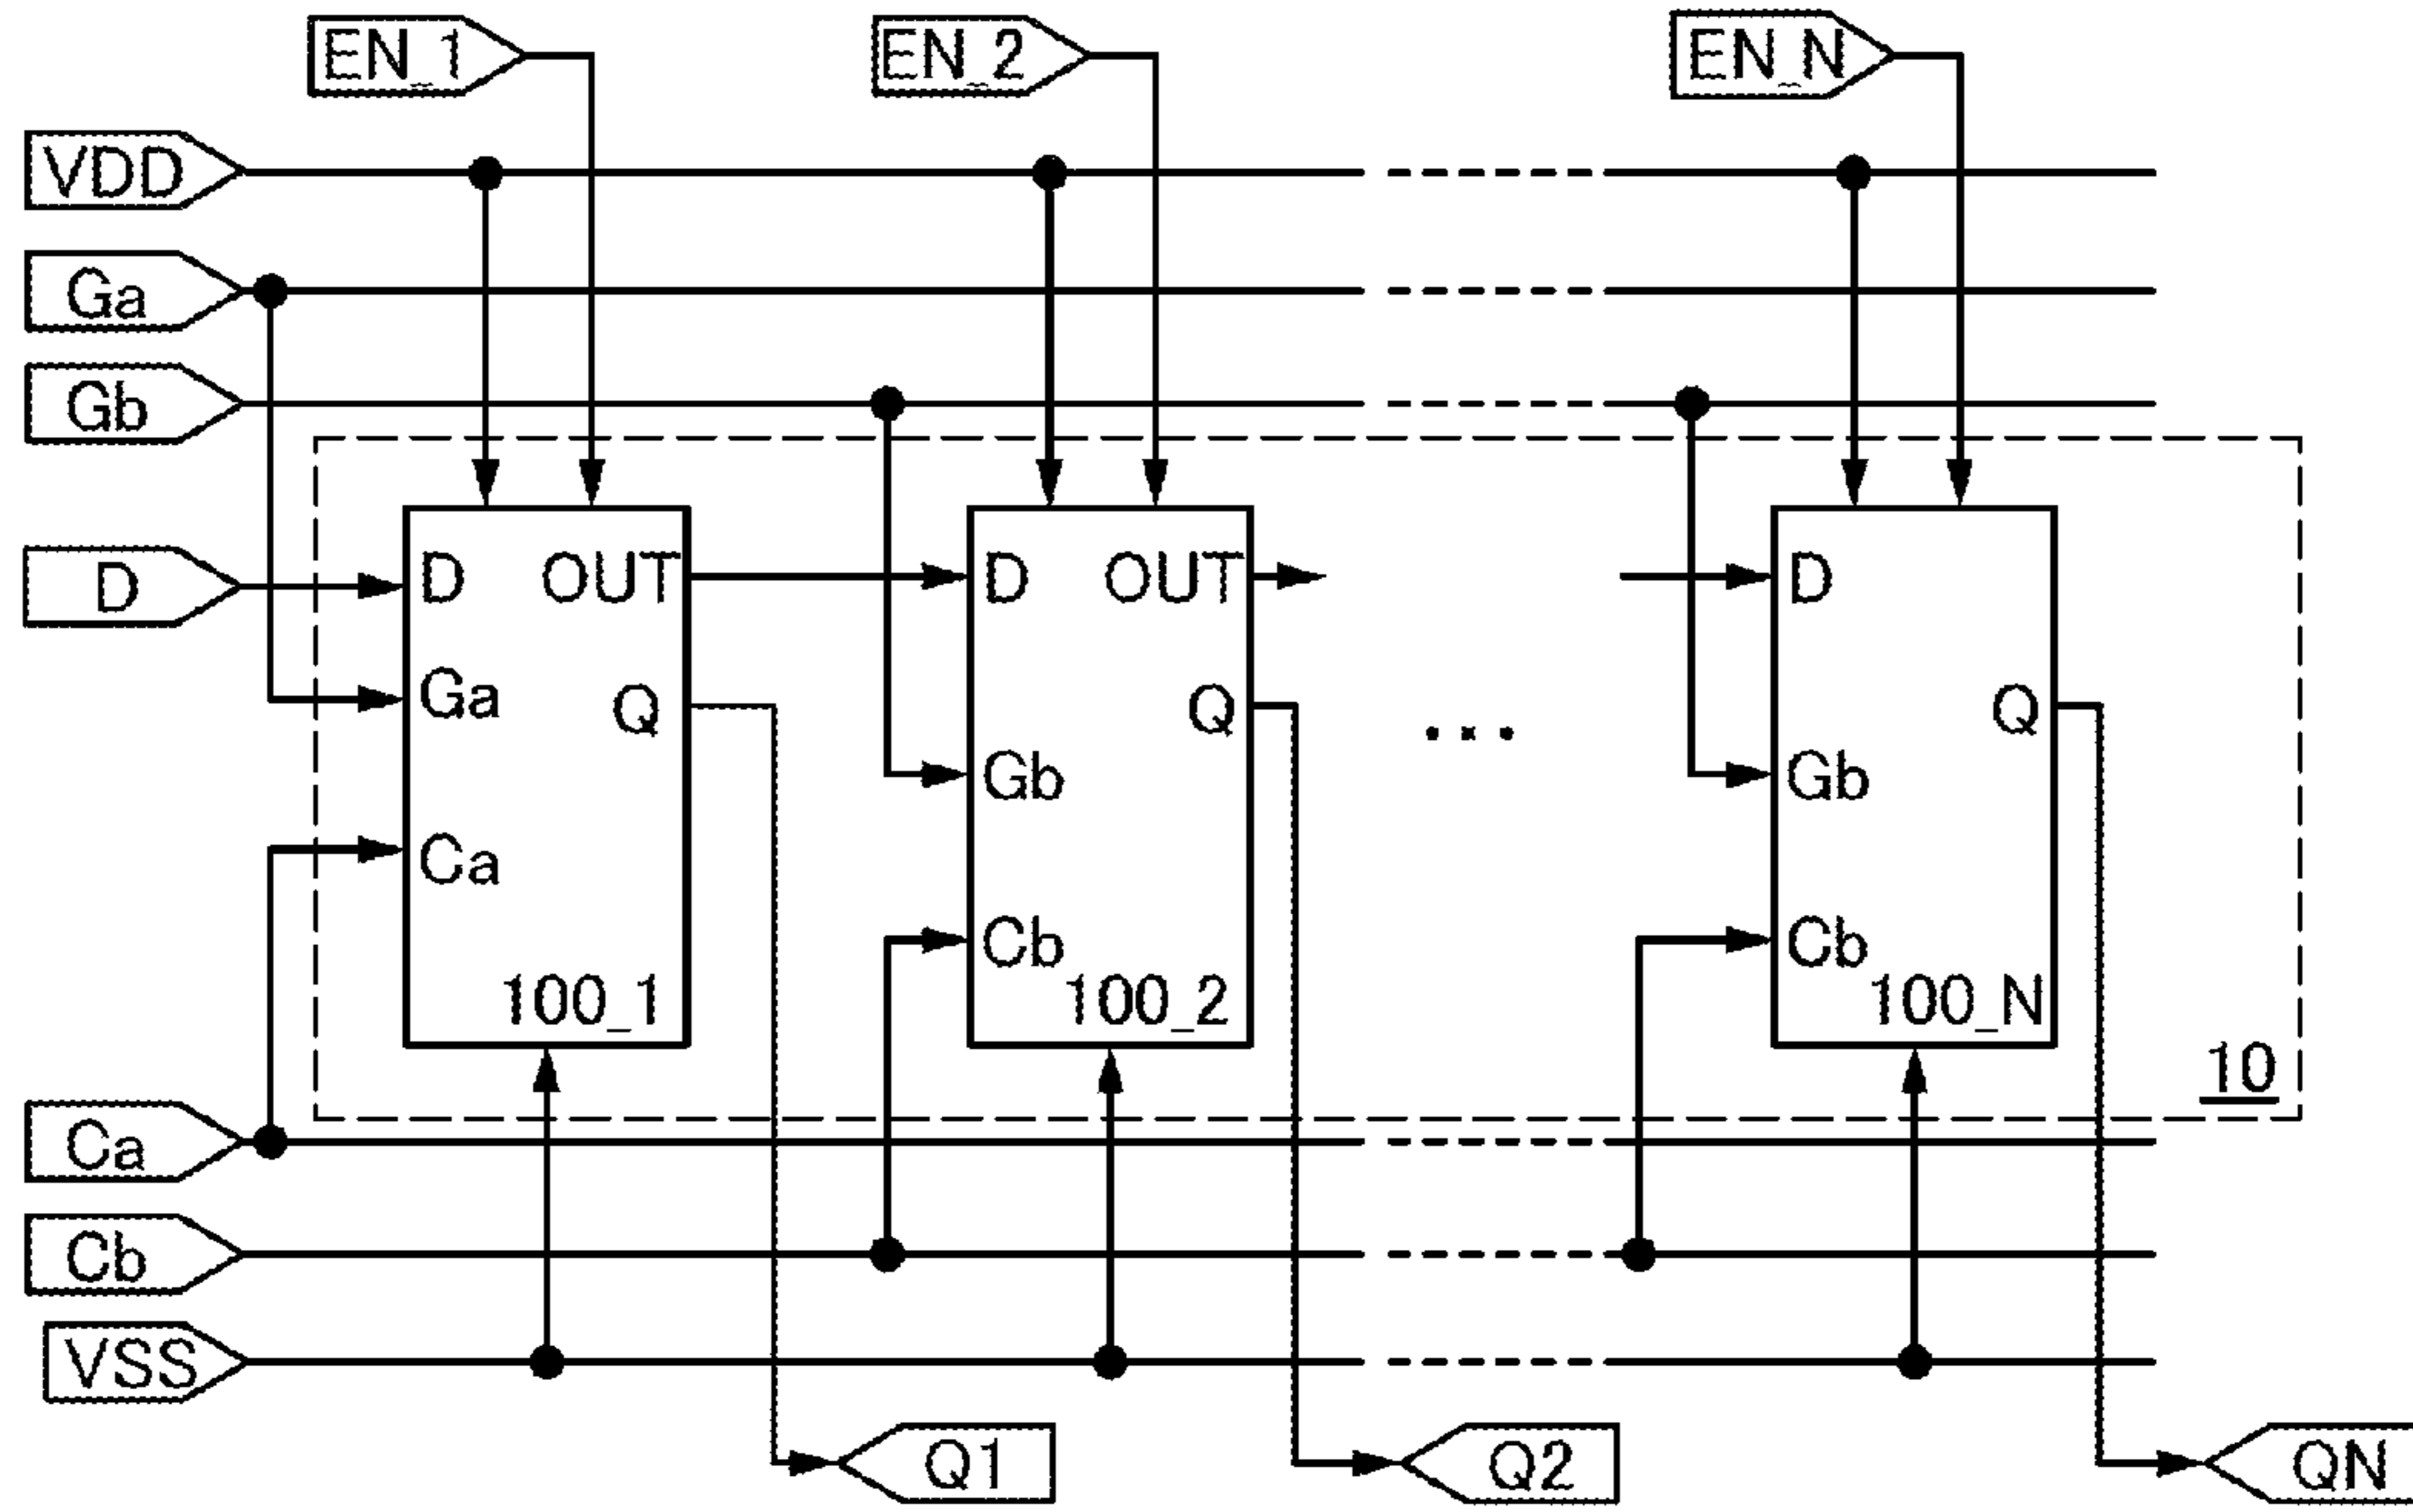 EN_1
EN_2
EN_N
VDD
Ga
Gb
D
D OUT
Ga
Q
Ca
100_1
D OUT
Q
Gb
Cb
100_2
...
D
Q
Gb
Cb
100_N
10
Ca
Cb
VSS
Q1
Q2
QN